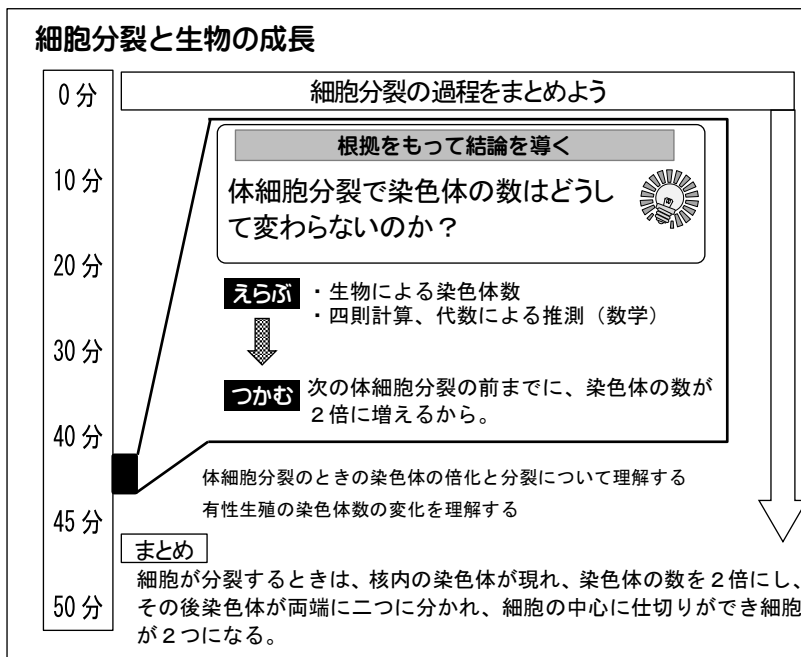 細胞分裂と生物の成長
0分
細胞分裂の過程をまとめよう
根拠をもって結論を導く
10分
体細胞分裂で染色体の数はどうし
て変わらないのか？
20分
えらぶ ・生物による染色体数
・四則計算、代数による推測（数学）
30分
つかむ 次の体細胞分裂の前までに、染色体の数が
２倍に増えるから。
40分
体細胞分裂のときの染色体の倍化と分裂について理解する
有性生殖の染色体数の変化を理解する
45分
まとめ
細胞が分裂するときは、核内の染色体が現れ、染色体の数を２倍にし、
50分
その後染色体が両端に二つに分かれ、細胞の中心に仕切りができ細胞
が２つになる。